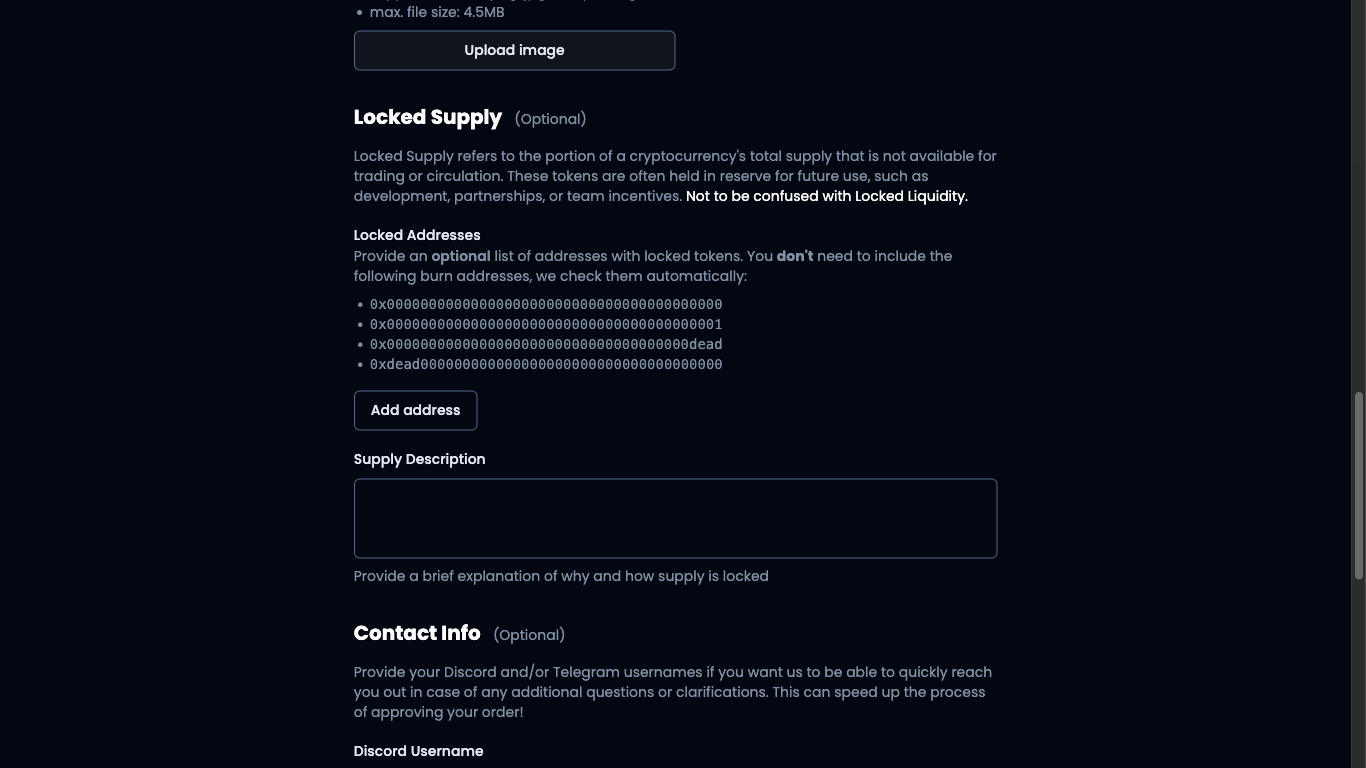 • max. file size: 4.5MB
Upload image
Locked Supply (Optional)
Locked Supply refers to the portion of a cryptocurrency's total supply that is not available for
trading or circulation. These tokens are often held in reserve for future use, such as
development, partnerships, or team incentives. Not to be confused with Locked Liquidity.
Locked Addresses
Provide an optional list of addresses with locked tokens. You don't need to include the
following burn addresses, we check them automatically:
• 0x0000000000000000000000000000000000000000
• 0x0000000000000000000000000000000000000001
• 0x000000000000000000000000000000000000dead
• 0xdead000000000000000000000000000000000000
Add address
Supply Description
Provide a brief explanation of why and how supply is locked
Contact Info (Optional)
Provide your Discord and/or Telegram usernames if you want us to be able to quickly reach
you out in case of any additional questions or clarifications. This can speed up the process
of approving your order!
Discord Username